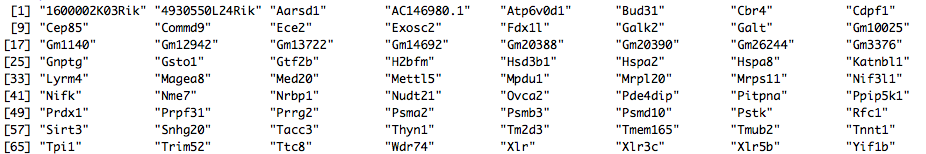 [1] "1600002K03Rik" "4930550L24Rik" "Aarsd1" "AC146980.1" "Atp6v0d1" "Bud31" "Cbr4" "Cdpf1"
[9] "Cep85" "Commd9" "Ece2" "Exosc2" "Fdx1l" "Galk2" "Galt" "Gm10025"
[17] "Gm1140" "Gm12942" "Gm13722" "Gm14692" "Gm20388" "Gm20390" "Gm26244" "Gm3376"
[25] "Gnptg" "Gsto1" "Gtf2b" "H2bfm" "Hsd3b1" "Hspa2" "Hspa8" "Katnbl1"
[33] "Lyrm4" "Magea8" "Med20" "Mettl5" "Mpdu1" "Mrpl20" "Mrps11" "Nif3l1"
[41] "Nifk" "Nme7" "Nrbp1" "Nudt21" "Ovca2" "Pde4dip" "Pitpna" "Ppip5k1"
[49] "Prdx1" "Prpf31" "Prrg2" "Psma2" "Psmb3" "Psmd10" "Pstk" "Rfc1"
[57] "Sirt3" "Snhg20" "Tacc3" "Thyn1" "Tm2d3" "Tmem165" "Tmub2" "Tnnt1"
[65] "Tpi1" "Trim52" "Ttc8" "Wdr74" "Xlr" "Xlr3c" "Xlr5b" "Yif1b"